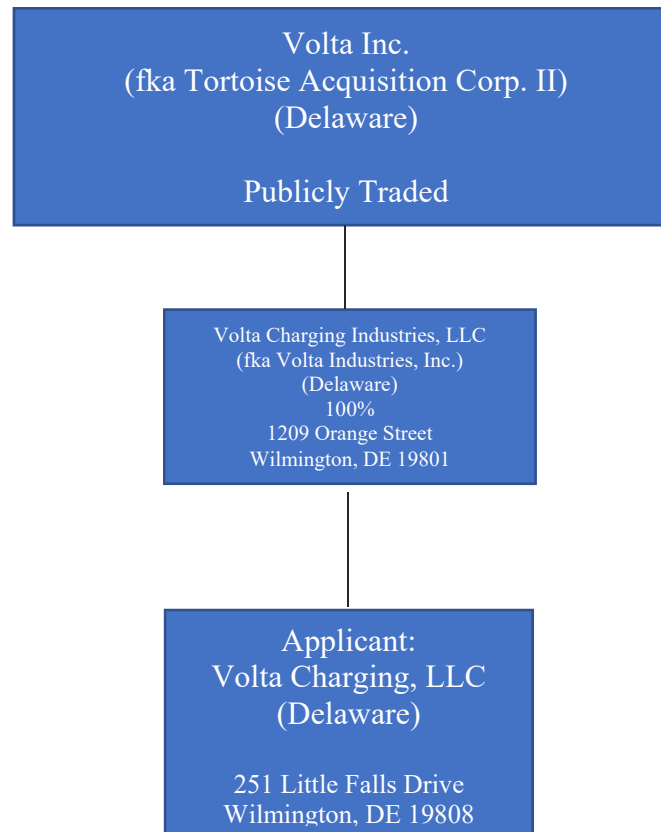 Volta Inc.
(fka Tortoise Acquisition Corp. II)
(Delaware)
Publicly Traded
Volta Charging Industries, LLC
(fka Volta Industries, Inc.)
(Delaware)
100%
1209 Orange Street
Wilmington, DE 19801
Applicant:
Volta Charging, LLC
(Delaware)
251 Little Falls Drive
Wilmington, DE 19808